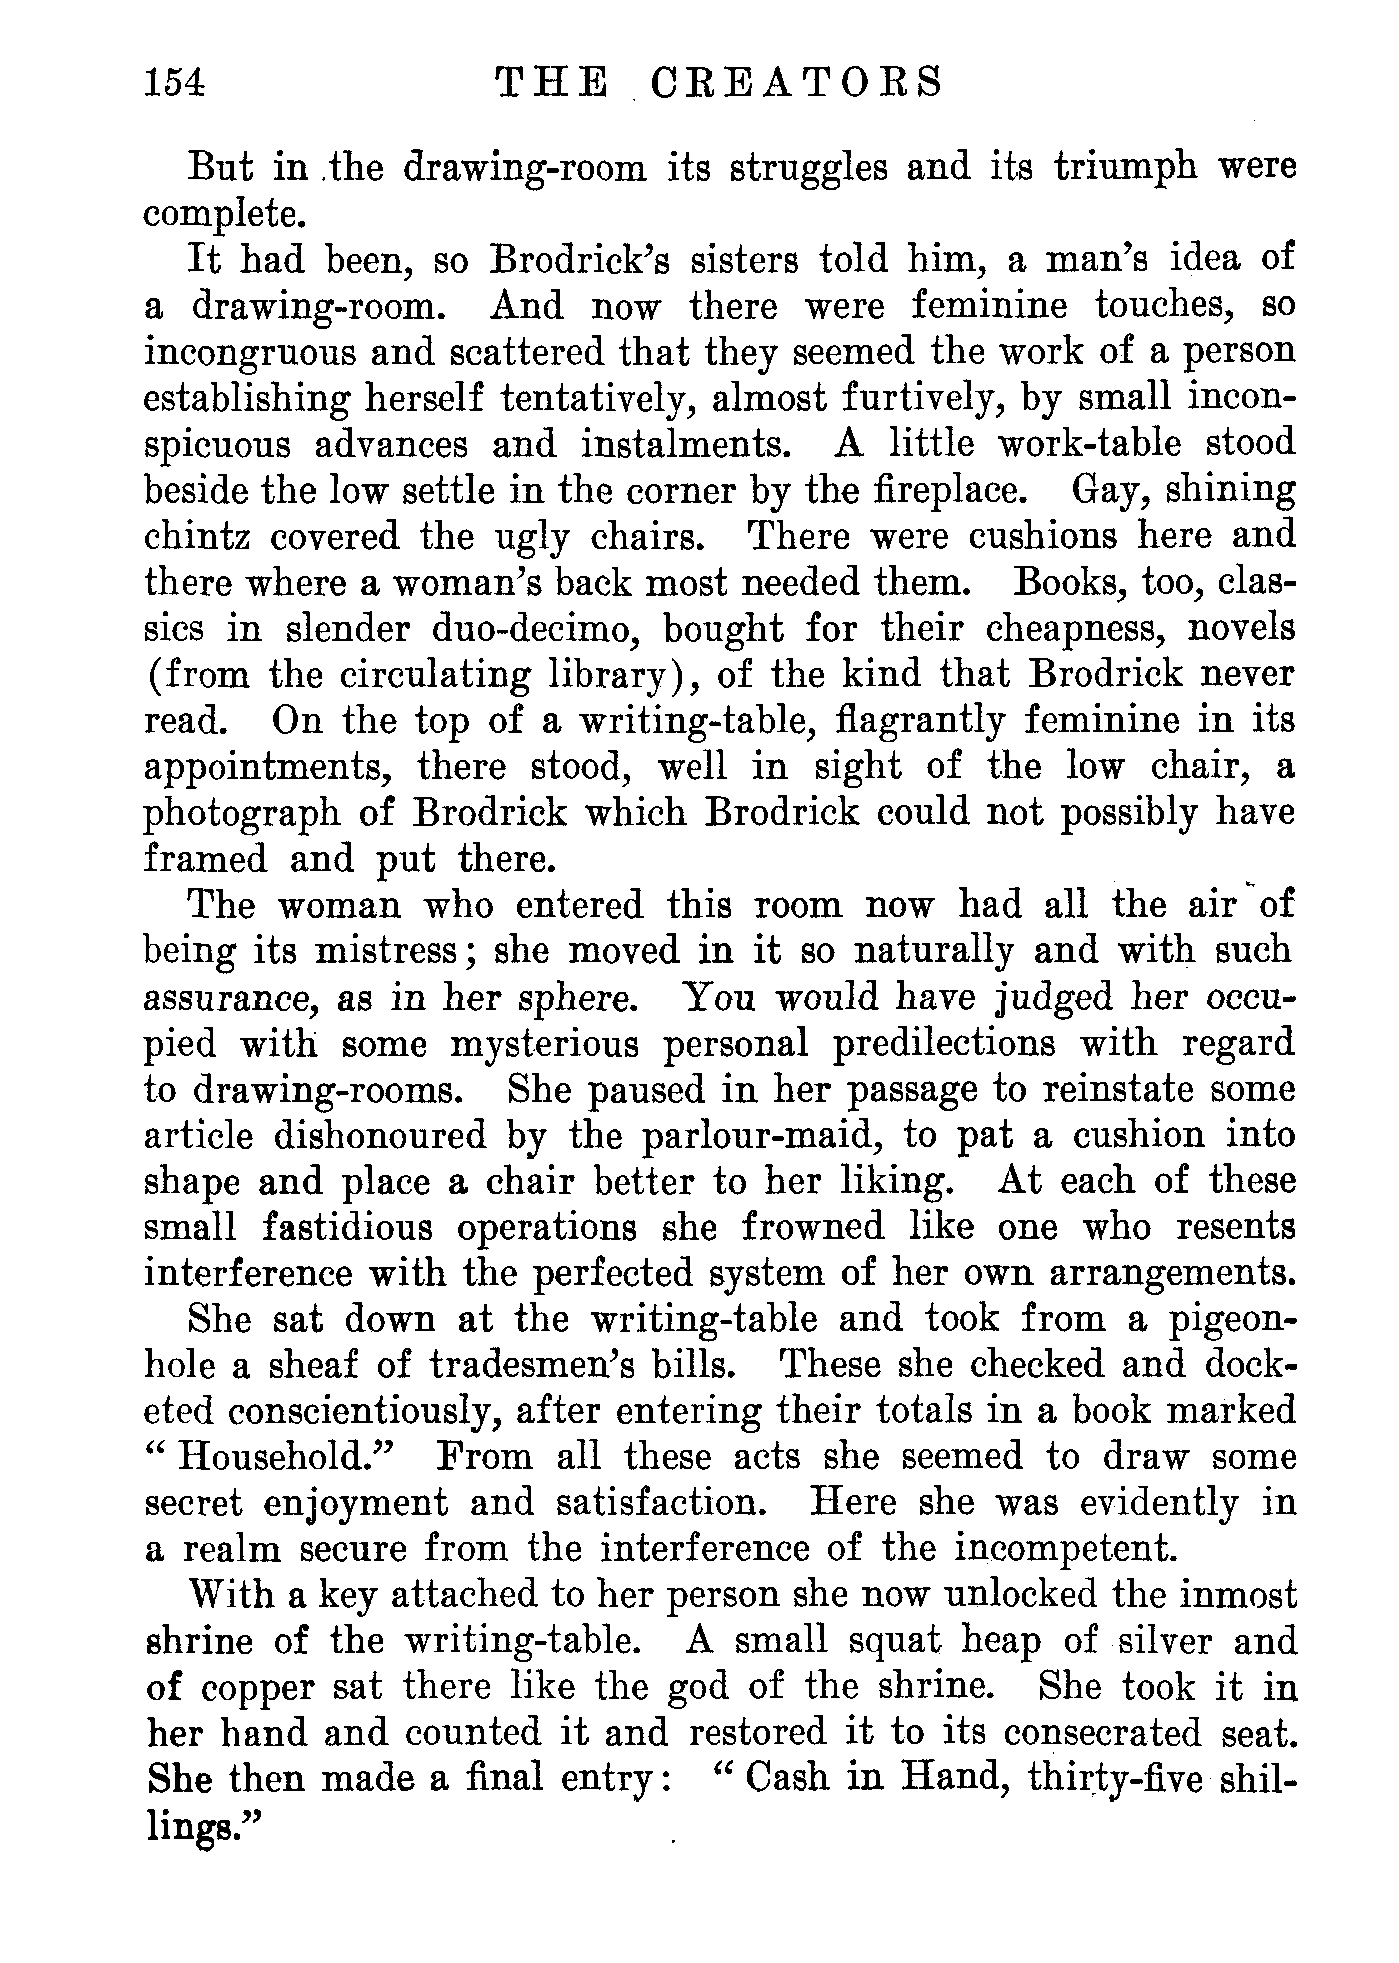 154 THE CREATORS
But in the drawing-room its struggles and its triumph were
complete.
It had been, so Brodrick's sisters told him, a man's idea of
a drawing-room. And now there were feminine touches, so
incongruous and scattered that they seemed the work of a person
establishing herself tentatively, almost furtively, by small incon-
spicuous advances and instalments. A little work-table stood
beside the low settle in the corner by the fireplace. Gay, shining
chintz covered the ugly chairs. There were cushions here and
there where a woman's back most needed them. Books, too, clas-
sics in slender duo-decimo, bought for their cheapness, novels
(from the circulating library), of the kind that Brodrick never
read. On the top of a writing-table, flagrantly feminine in its
appointments, there stood, well in sight of the low chair, a
photograph of Brodrick which Brodrick could not possibly have
framed and put there.
The woman who entered this room now had all the air of
being its mistress; she moved in it so naturally and with such
assurance, as in her sphere. You would have judged her occu-
pied with some mysterious personal predilections with regard
to drawing-rooms. She paused in her passage to reinstate some
article dishonoured by the parlour-maid, to pat a cushion into
shape and place a chair better to her liking. At each of these
small fastidious operations she frowned like one who resents
interference with the perfected system of her own arrangements.
She sat down at the writing-table and took from a pigeon-
hole a sheaf of tradesmen's bills. These she checked and dock-
eted conscientiously, after entering their totals in a book marked
"Household." From all these acts she seemed to draw some
secret enjoyment and satisfaction. Here she was evidently in
a realm secure from the interference of the incompetent.
With a key attached to her person she now unlocked the inmost
shrine of the writing-table. A small squat heap of silver and
of copper sat there like the god of the shrine. She took it in
her hand and counted it and restored it to its consecrated seat.
She then made a final entry: "Cash in Hand, thirty-five shil-
lings."